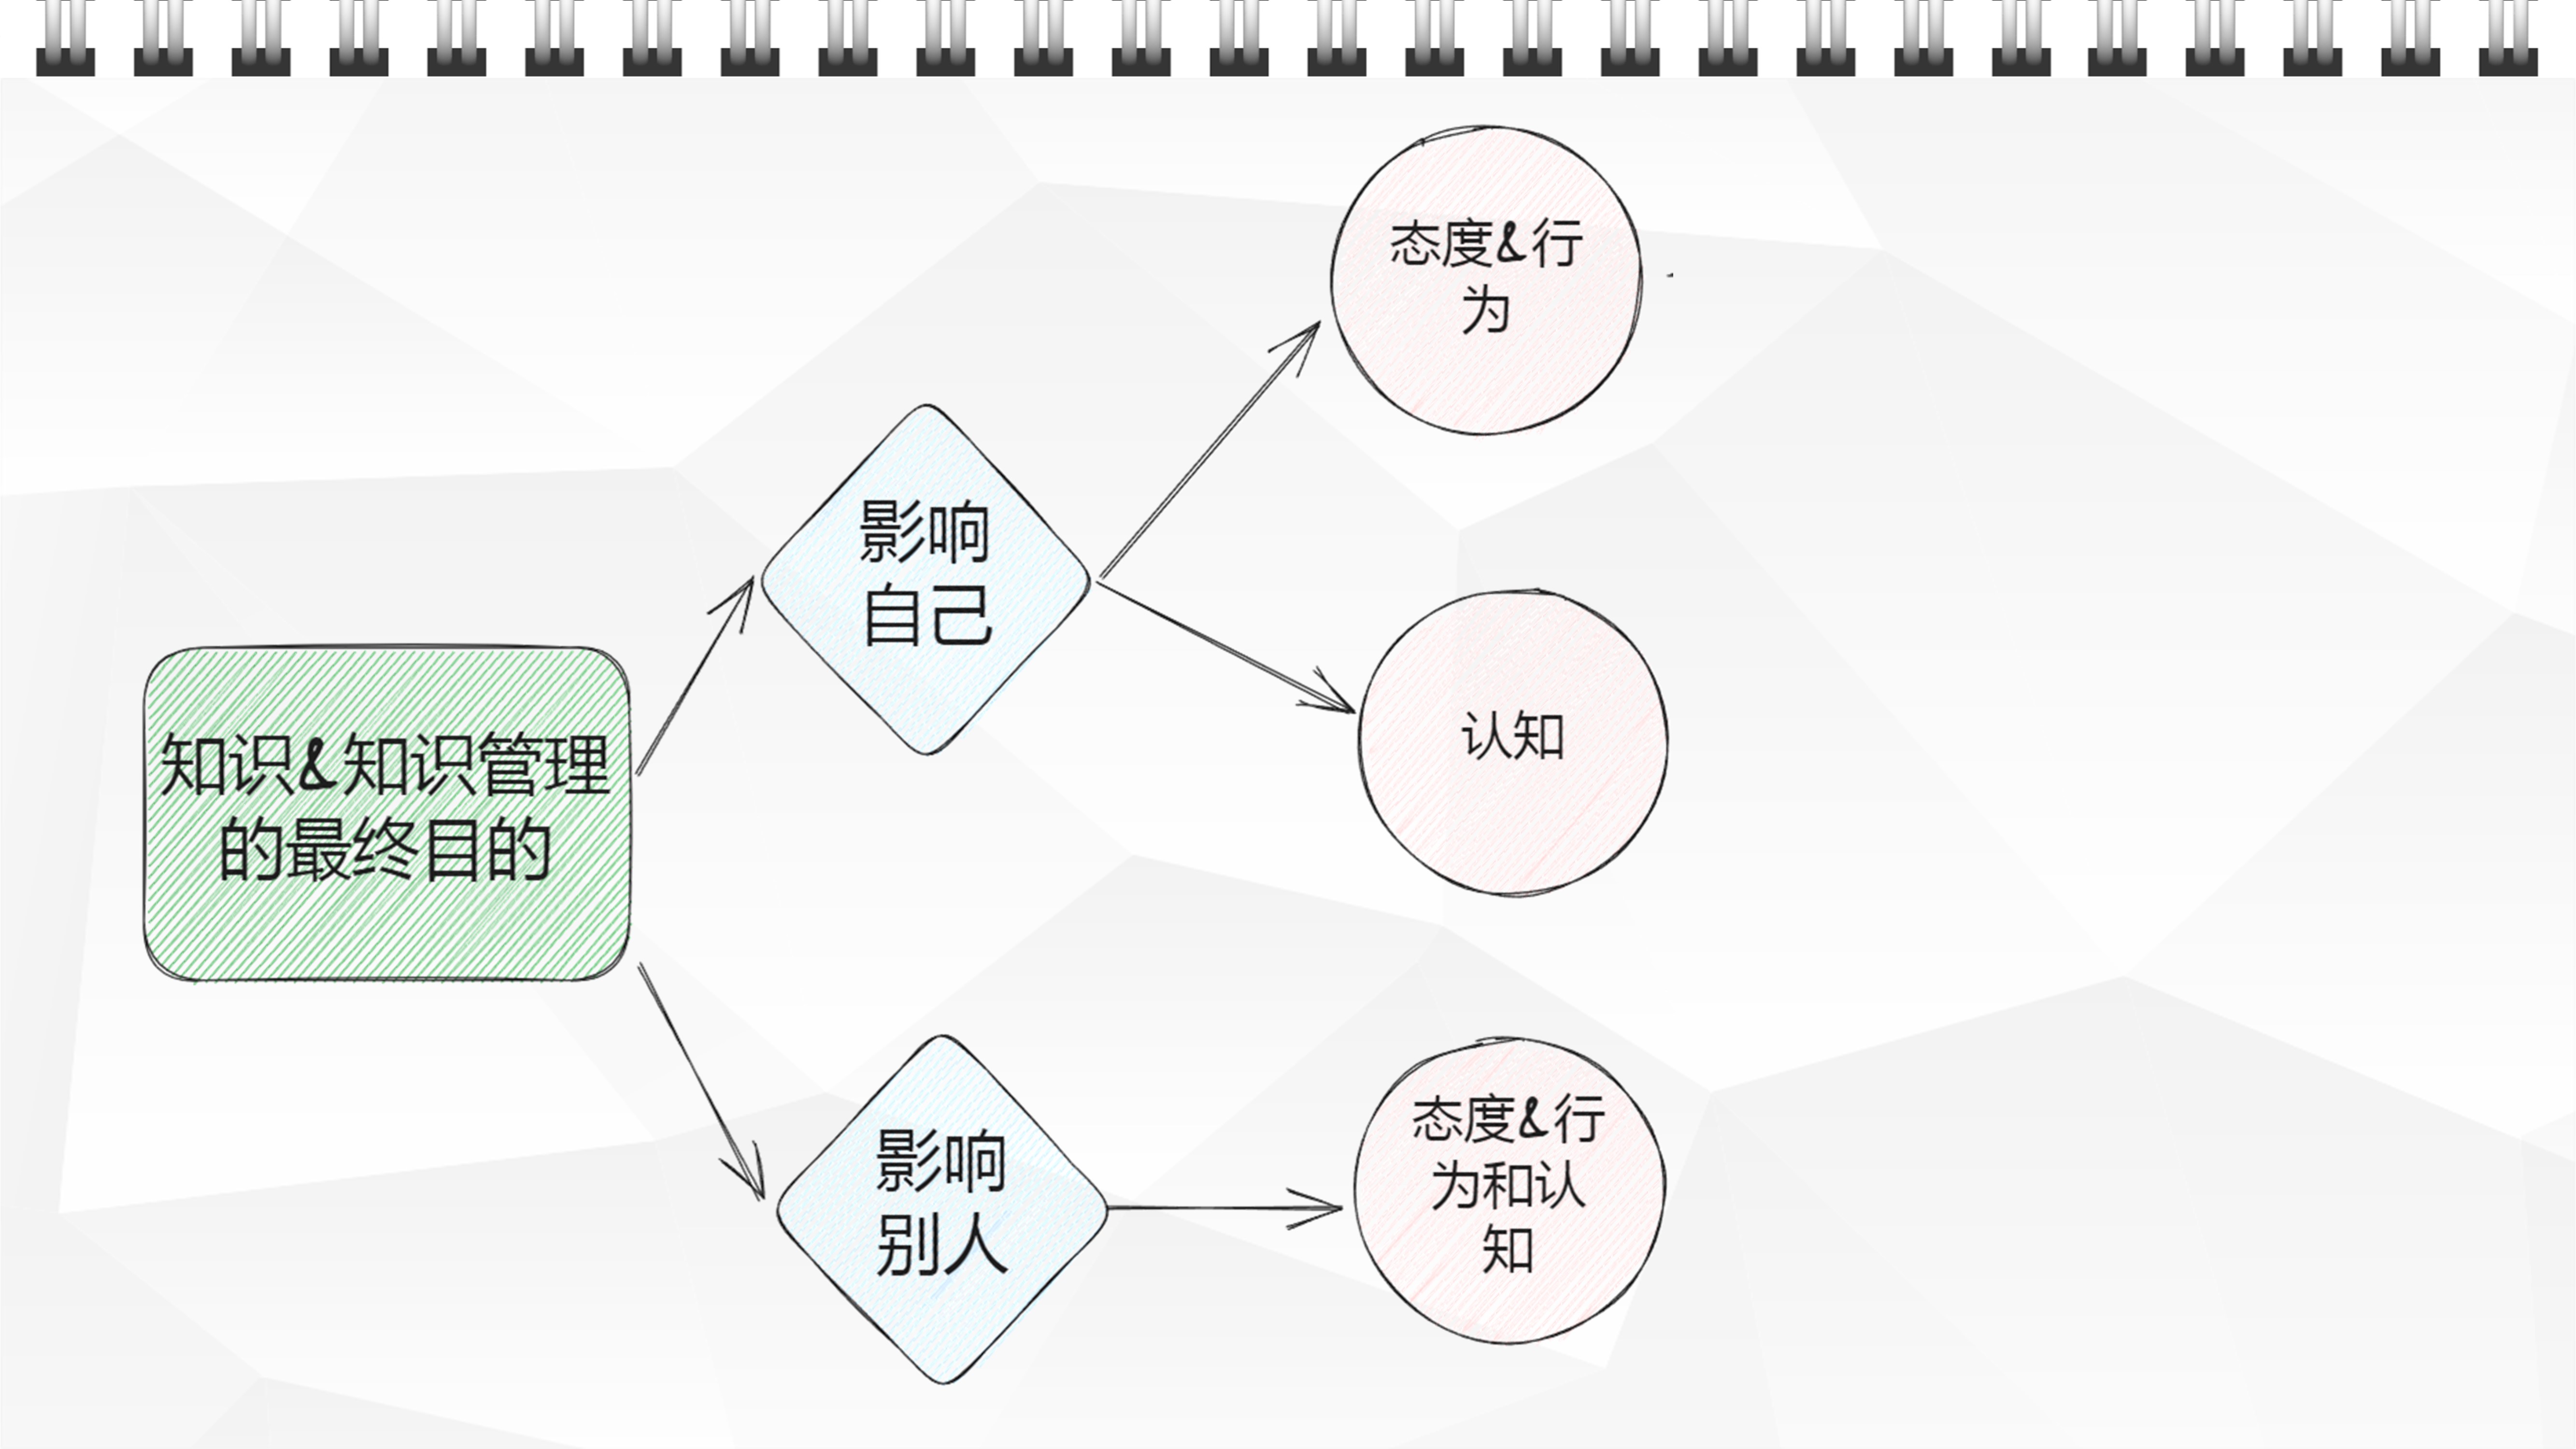 知识&知识管理
的最终目的
影响
自己
态度&行
为
认知
影响
别人
态度&行
为和认
知